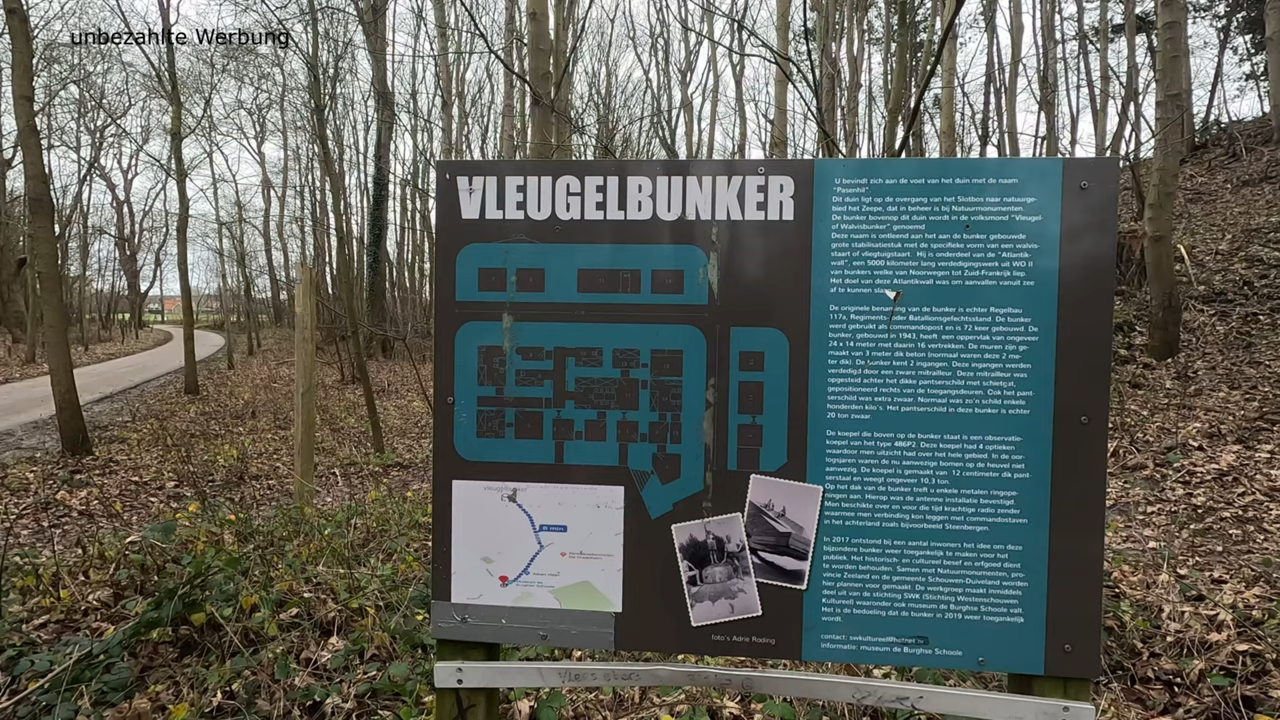 unbezahlte Werbung
VLEUGELBUNKER
U bevindt zich aan de voet van het duin met de naam
"Pasenhil".
Dit duin ligt op de overgang van het Slotbos naar natuurge-
bied het Zeepe, dat in beheer is bij Natuurmonumenten.
De bunker bovenop dit duin wordt in de volksmond "Vleugel-
of Walvisbunker" genoemd
Deze naam is ontleend aan het aan de bunker gebouwde
grote stabilisatiestuk met de specifieke vorm van een walvis-
staart of vliegtuigstaart. Hij is onderdeel van de "Atlantik-
wall", een 5000 kilometer lang verdedigingswerk uit WO II
van bunkers welke van Noorwegen tot Zuid-Frankrijk liep.
Het doel van deze Atlantikwall was om aanvallen vanuit zee
af te kunnen slaan.
De originele benaming van de bunker is echter Regelbau
117a, Regiments- oder Batallionsgefechtsstand. De bunker
werd gebruikt als commandopost en is 72 keer gebouwd. De
bunker, gebouwd in 1943, heeft een oppervlak van ongeveer
24 x 14 meter met daarin 16 vertrekken. De muren zijn ge-
maakt van 3 meter dik beton (normaal waren deze 2 me-
ter dik). De bunker kent 2 ingangen. Deze ingangen werden
verdedigd door een zware mitrailleur. Deze mitrailleur was
opgesteld achter het dikke pantserschild met schietgat,
gepositioneerd rechts van de toegangsdeuren. Ook het pant-
serschild was extra zwaar. Normaal was zo'n schild enkele
honderden kilo's. Het pantserschild in deze bunker is echter
20 ton zwaar.
De koepel die boven op de bunker staat is een observatie-
koepel van het type 486P2. Deze koepel had 4 optieken
waardoor men uitzicht had over het hele gebied. In de oor-
logsjaren waren de nu aanwezige bomen op de heuvel niet
aanwezig. De koepel is gemaakt van 12 centimeter dik pant-
serstaal en weegt ongeveer 10,3 ton.
Op het dak van de bunker treft u enkele metalen ringope-
ningen aan. Hierop was de antenne installatie bevestigd.
Men beschikte over en voor die tijd krachtige radio zender
waarmee men verbinding kon leggen met commandostaven
in het achterland zoals bijvoorbeeld Steenbergen.
In 2017 ontstond bij een aantal inwoners het idee om deze
bijzondere bunker weer toegankelijk te maken voor het
publiek. Het historisch- en cultureel besef en erfgoed dient
te worden behouden. Samen met Natuurmonumenten, pro-
vincie Zeeland en de gemeente Schouwen-Duiveland worden
hier plannen voor gemaakt. De werkgroep maakt inmiddels
deel uit van de stichting SWK (Stichting Westenschouwen
Kultureel) waaronder ook museum de Burghse Schoole valt.
Het is de bedoeling dat de bunker in 2019 weer toegankelijk
wordt.
contact: swkultureel@hetnet.nl
informatie: museum de Burghse Schoole
Vleugelbunker
8 min.
foto's Adrie Roding